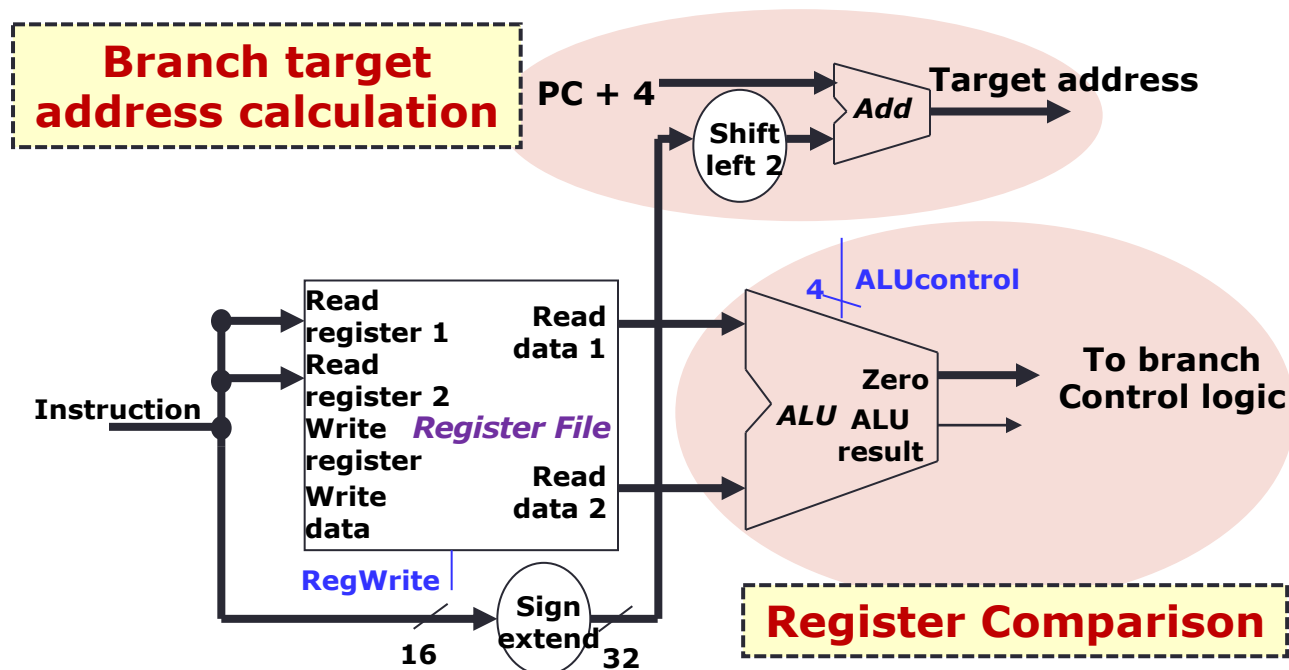 Branch target
address calculation
PC + 4
Shift
left 2
Add
Target address
Instruction
Read
register 1
Read
register 2
Write
register
Write
data
Register File
Read
data 1
Read
data 2
RegWrite
16
Sign
extend
32
4
ALUcontrol
ALU
Zero
ALU
result
To branch
Control logic
Register Comparison